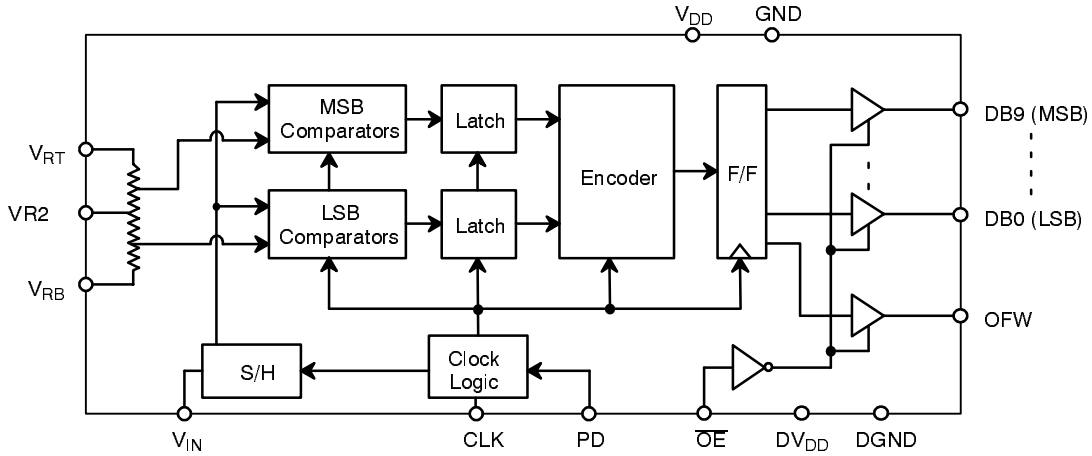 VDD
GND
MSB
Comparators
Latch
Encoder
F/F
DB9 (MSB)
VRT
VR2
LSB
Comparators
Latch
DB0 (LSB)
VRB
OFW
S/H
Clock
Logic
VIN
CLK
PD
OE
DVDD
DGND